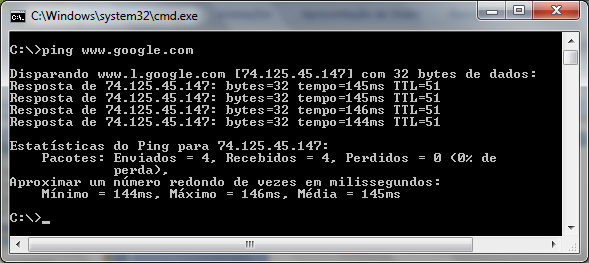 C:\Windows\system32\cmd.exe
C:\>ping www.google.com
Disparando www.l.google.com [74.125.45.147] com 32 bytes de dados:
Resposta de 74.125.45.147: bytes=32 tempo=145ms TTL=51
Resposta de 74.125.45.147: bytes=32 tempo=145ms TTL=51
Resposta de 74.125.45.147: bytes=32 tempo=146ms TTL=51
Resposta de 74.125.45.147: bytes=32 tempo=144ms TTL=51
Estatísticas do Ping para 74.125.45.147:
Pacotes: Enviados = 4, Recebidos = 4, Perdidos = 0 (0% de
perda),
Aproximar um número redondo de vezes em milissegundos:
Mínimo = 144ms, Máximo = 146ms, Média = 145ms
C:\>_